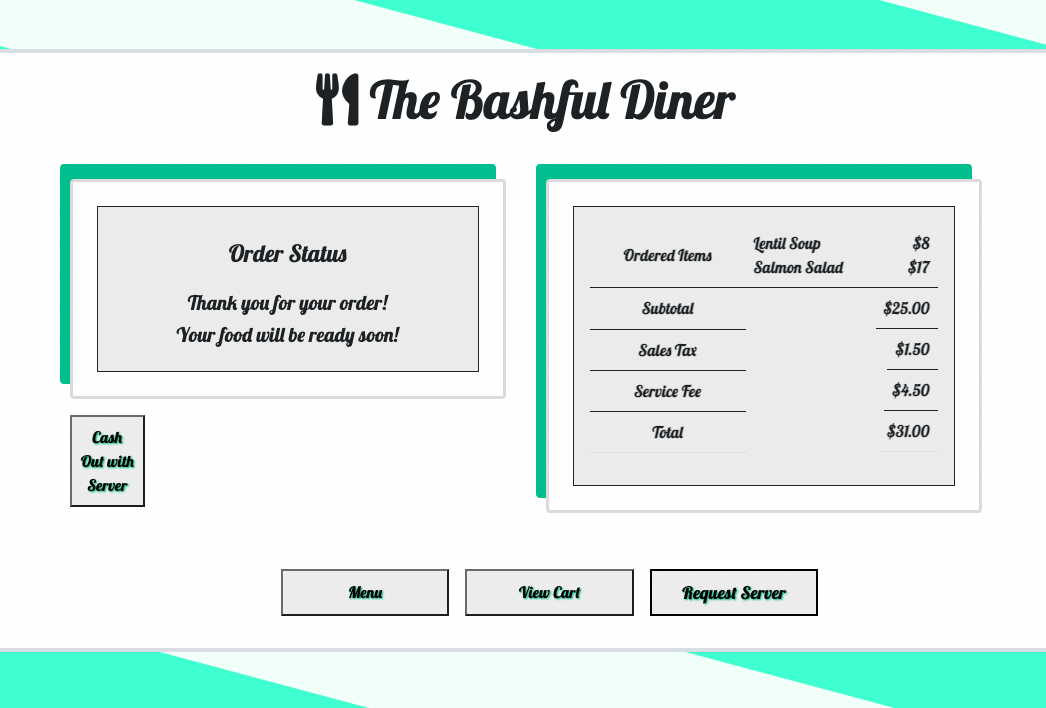 The Bashful Diner
Order Status
Thank you for your order!
Your food will be ready soon!
Cash
Out with
Server
Ordered Items
Lentil Soup $8
Salmon Salad $17
Subtotal $25.00
Sales Tax $1.50
Service Fee $4.50
Total $31.00
Menu
View Cart
Request Server